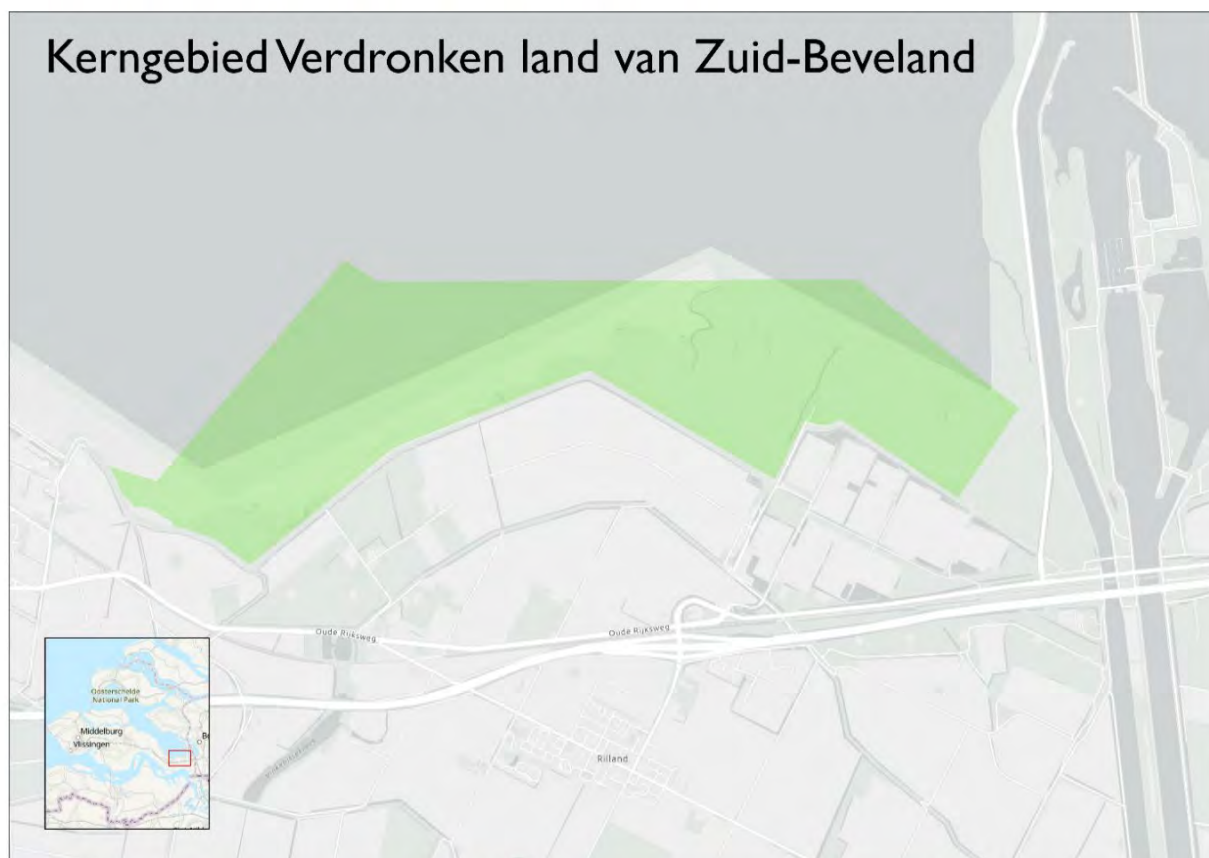 Kerngebied Verdronken land van Zuid-Beveland
Oude Rijksweg
Oude Rijksweg
Rilland
Oosterschelde
National Park
Middelburg
Vlissingen